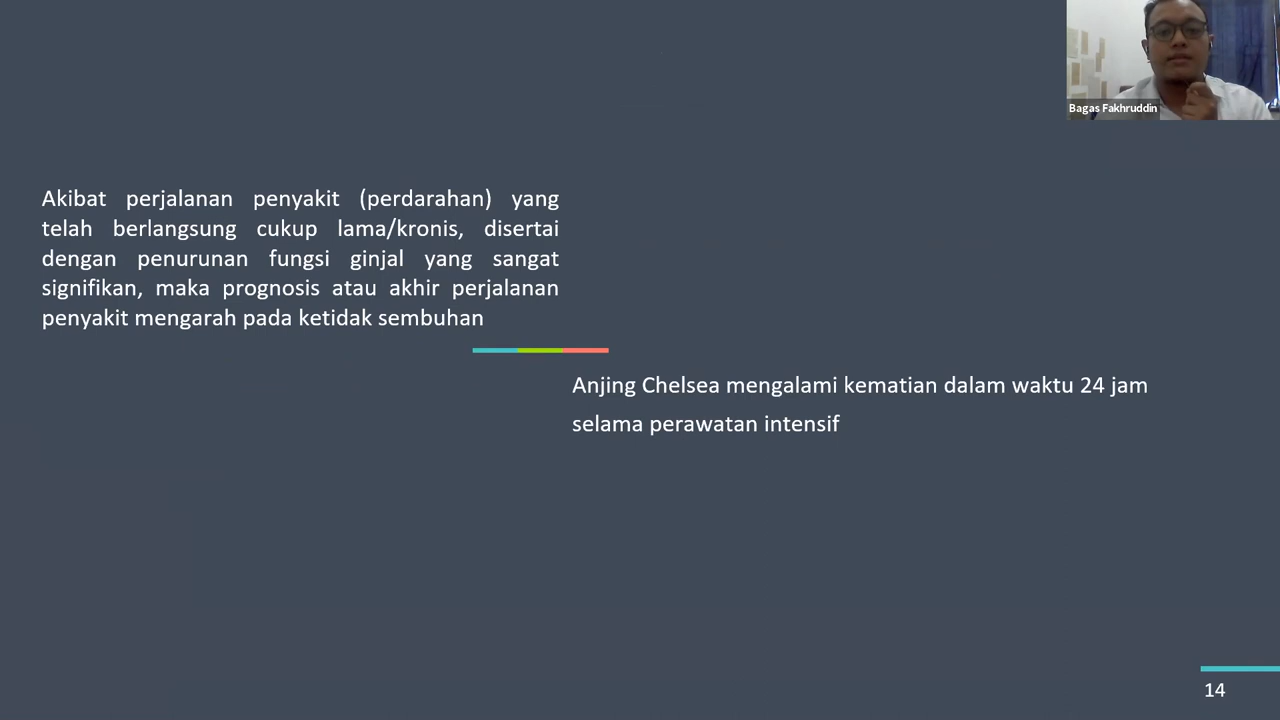 Bagas Fakhruddin
Akibat perjalanan penyakit (perdarahan) yang
telah berlangsung cukup lama/kronis, disertai
dengan penurunan fungsi ginjal yang sangat
signifikan, maka prognosis atau akhir perjalanan
penyakit mengarah pada ketidak sembuhan
Anjing Chelsea mengalami kematian dalam waktu 24 jam
selama perawatan intensif
14